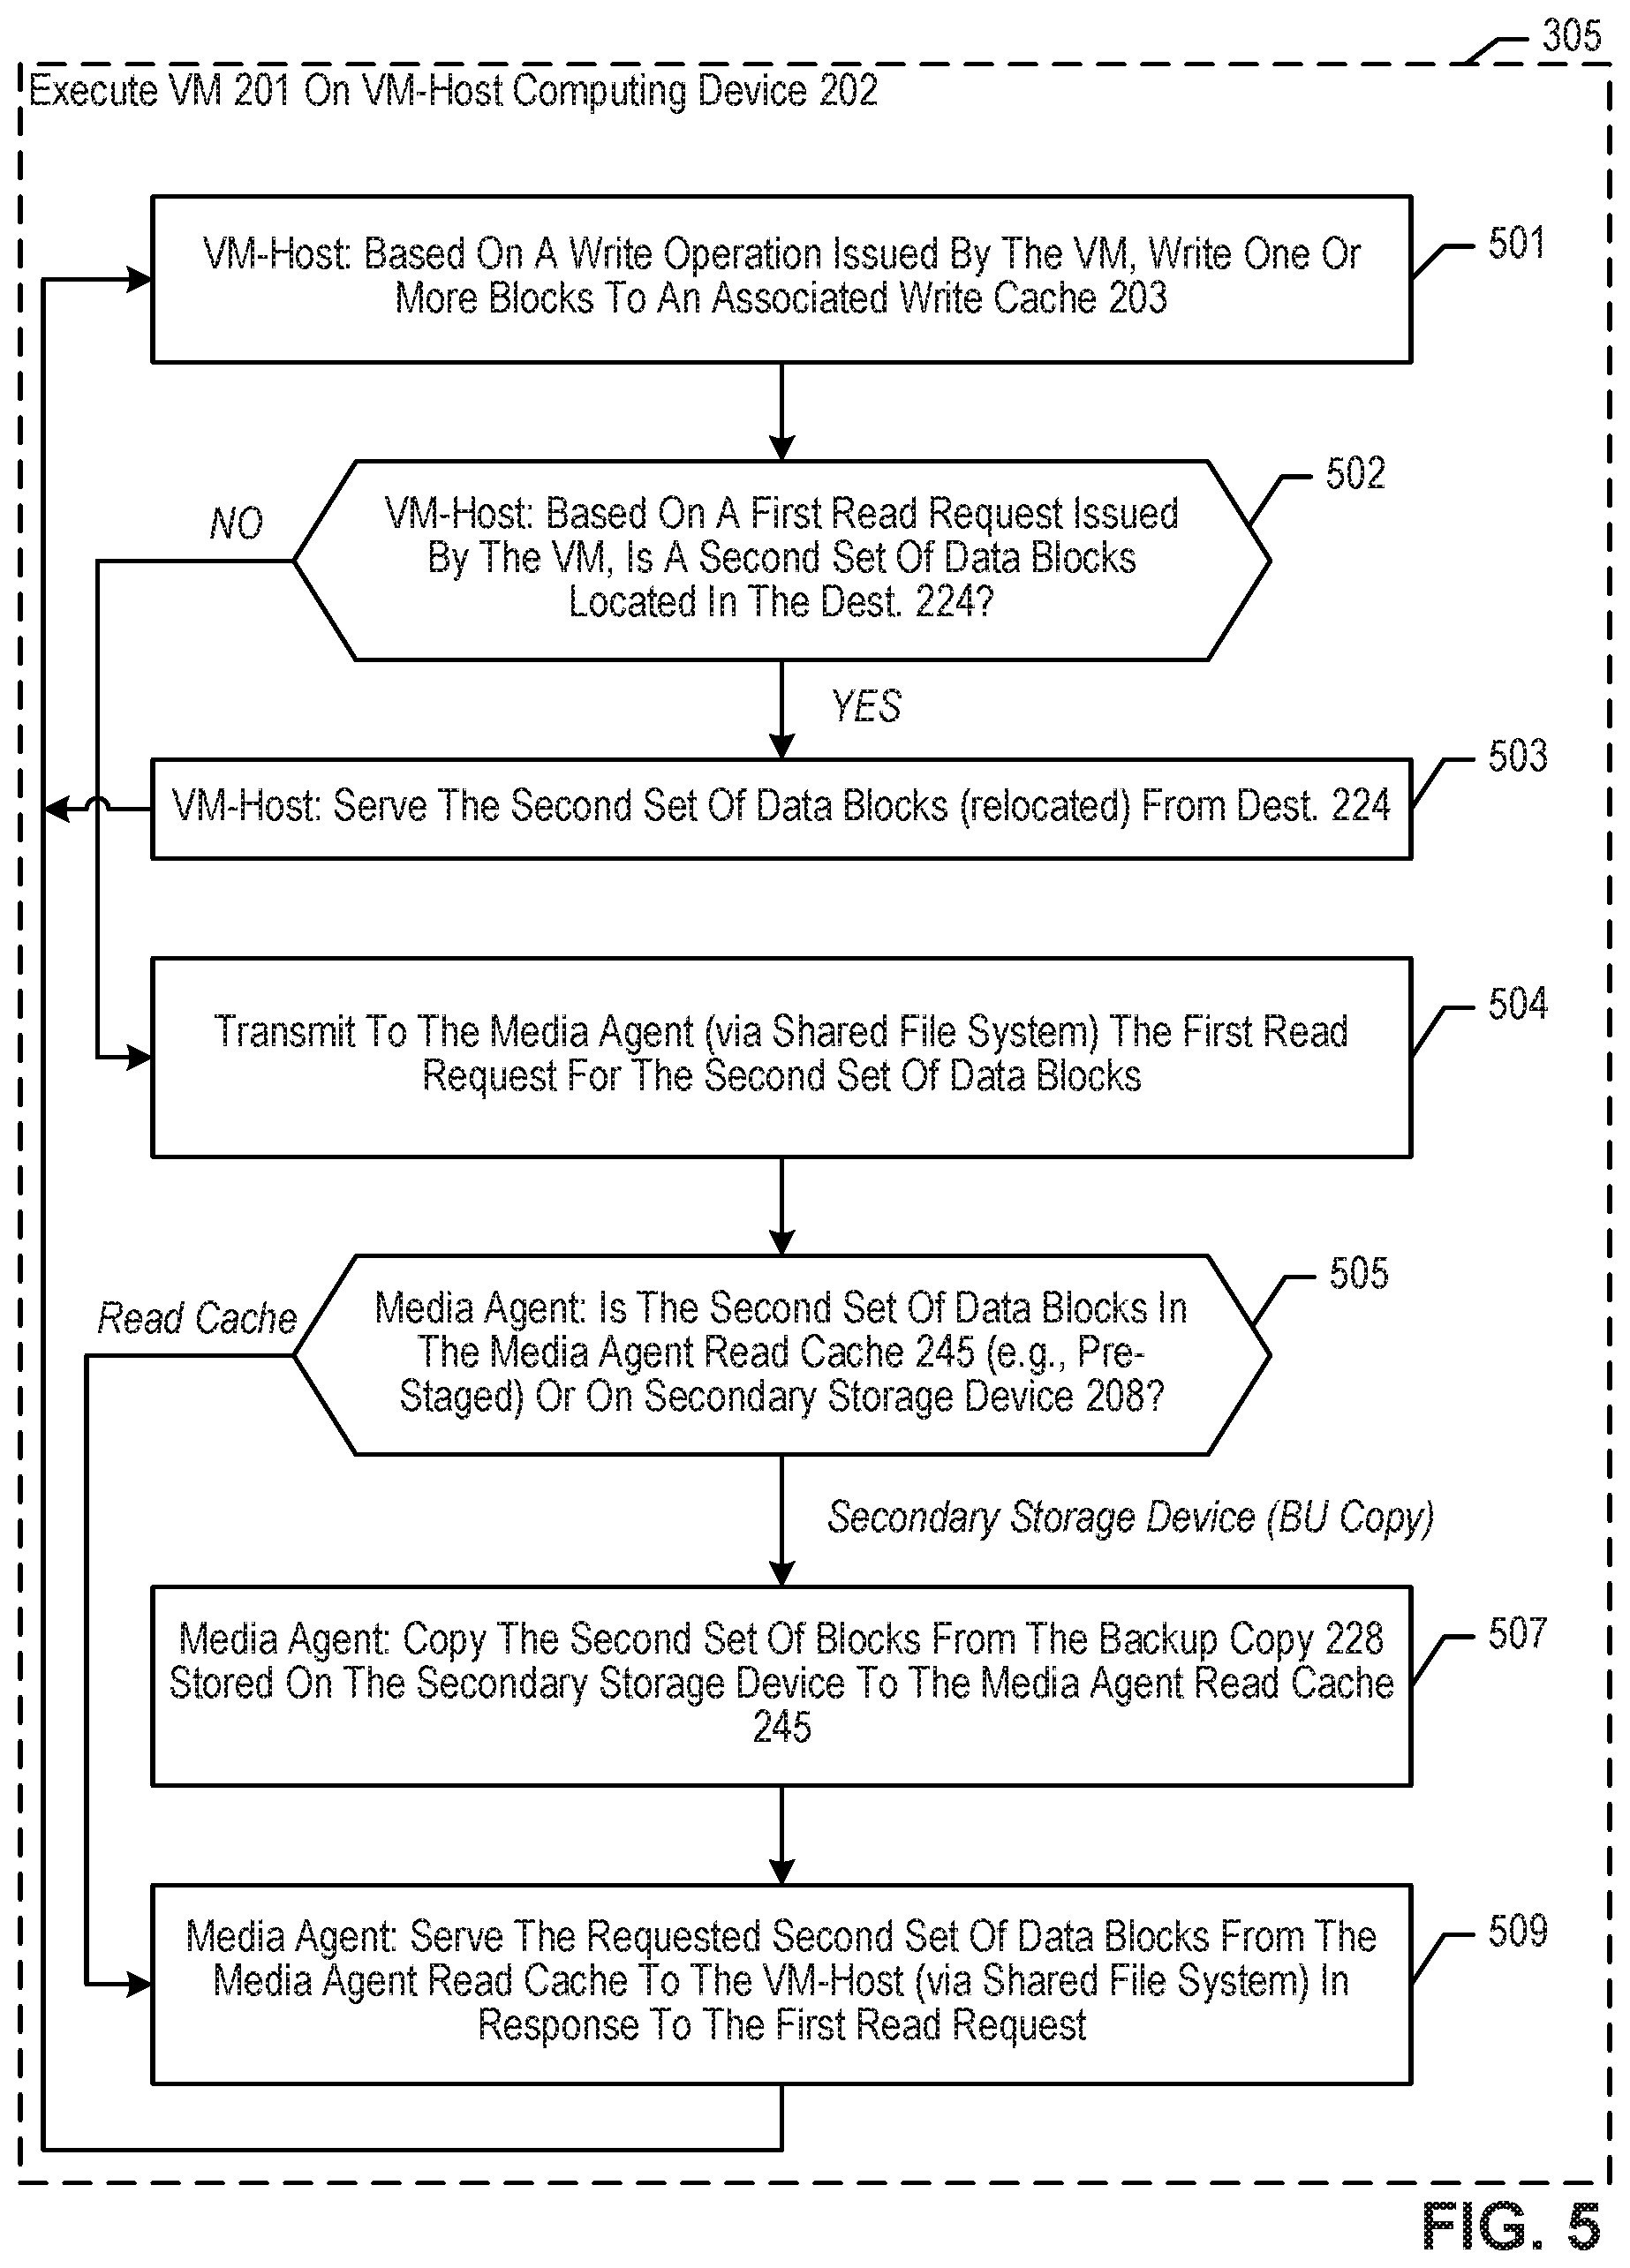 305
Execute VM 201 On VM-Host Computing Device 202
VM-Host: Based On A Write Operation Issued By The VM, Write One Or
More Blocks To An Associated Write Cache 203
501
502
NO
VM-Host: Based On A First Read Request Issued
By The VM, Is A Second Set Of Data Blocks
Located In The Dest. 224?
YES
503
VM-Host: Serve The Second Set Of Data Blocks (relocated) From Dest. 224
504
Transmit To The Media Agent (via Shared File System) The First Read
Request For The Second Set Of Data Blocks
505
Read Cache
Media Agent: Is The Second Set Of Data Blocks In
The Media Agent Read Cache 245 (e.g., Pre-
Staged) Or On Secondary Storage Device 208?
Secondary Storage Device (BU Copy)
507
Media Agent: Copy The Second Set Of Blocks From The Backup Copy 228
Stored On The Secondary Storage Device To The Media Agent Read Cache
245
509
Media Agent: Serve The Requested Second Set Of Data Blocks From The
Media Agent Read Cache To The VM-Host (via Shared File System) In
Response To The First Read Request
FIG. 5